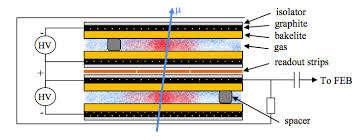 μ
isolator
graphite
bakelite
gas
readout strips
To FEB
spacer
-
HV
+
HV
-